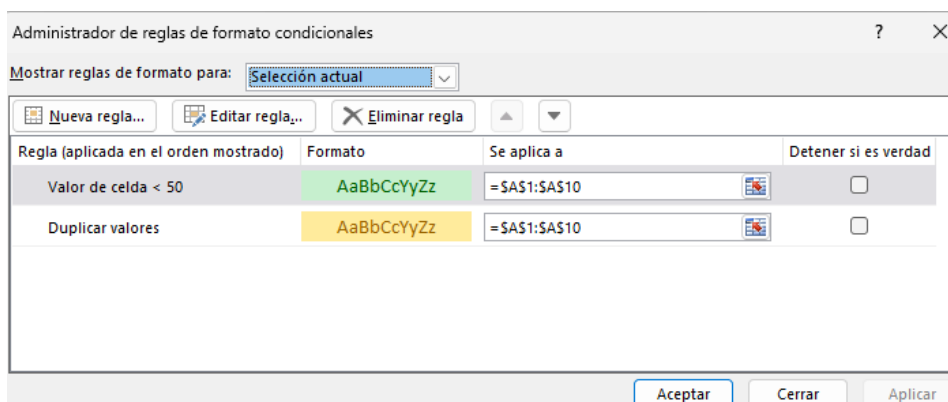 Administrador de reglas de formato condicionales ?
Mostrar reglas de formato para: Selección actual
Nueva regla... Editar regla... Eliminar regla
Regla (aplicada en el orden mostrado) Formato Se aplica a Detener si es verdad
Valor de celda < 50 AaBbCcYyZz =$A$1:$A$10
Duplicar valores AaBbCcYyZz =$A$1:$A$10
Aceptar Cerrar Aplicar